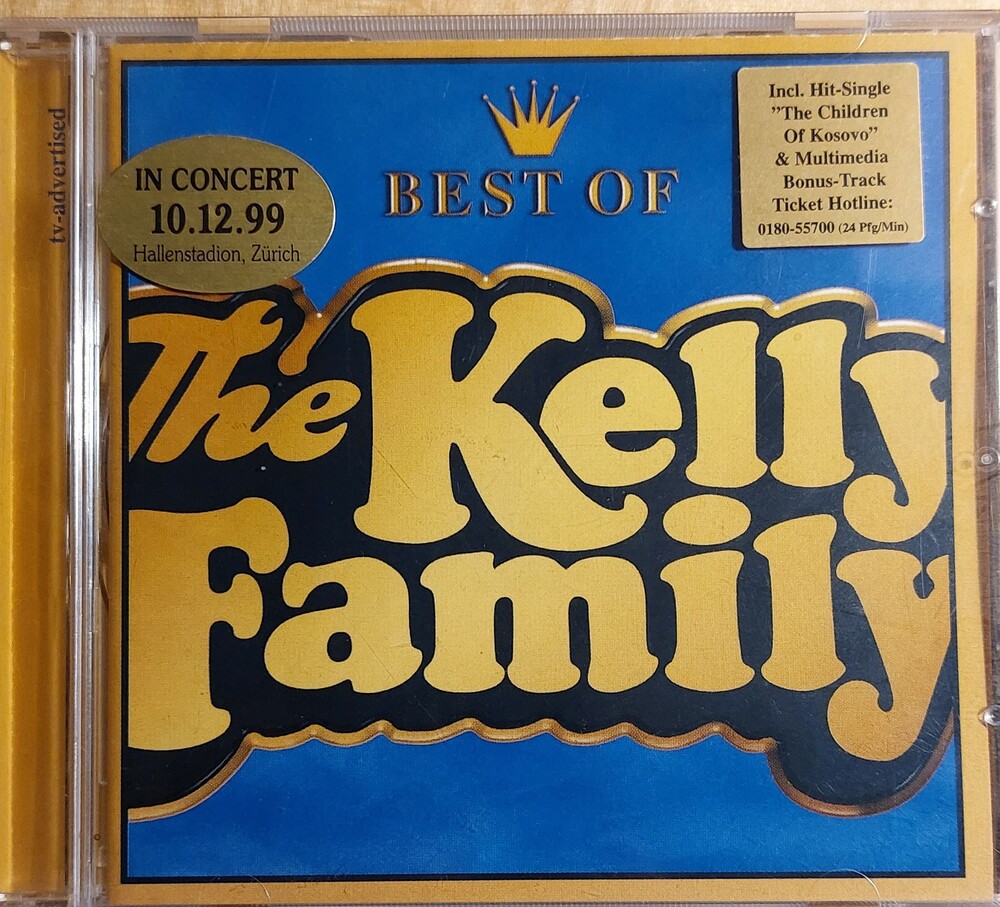 tv-advertised
IN CONCERT
10.12.99
Hallenstadion, Zürich
BEST OF
Incl. Hit-Single
"The Children
Of Kosovo"
& Multimedia
Bonus-Track
Ticket Hotline:
0180-55700 (24 Pfg/Min)
The Kelly
Family